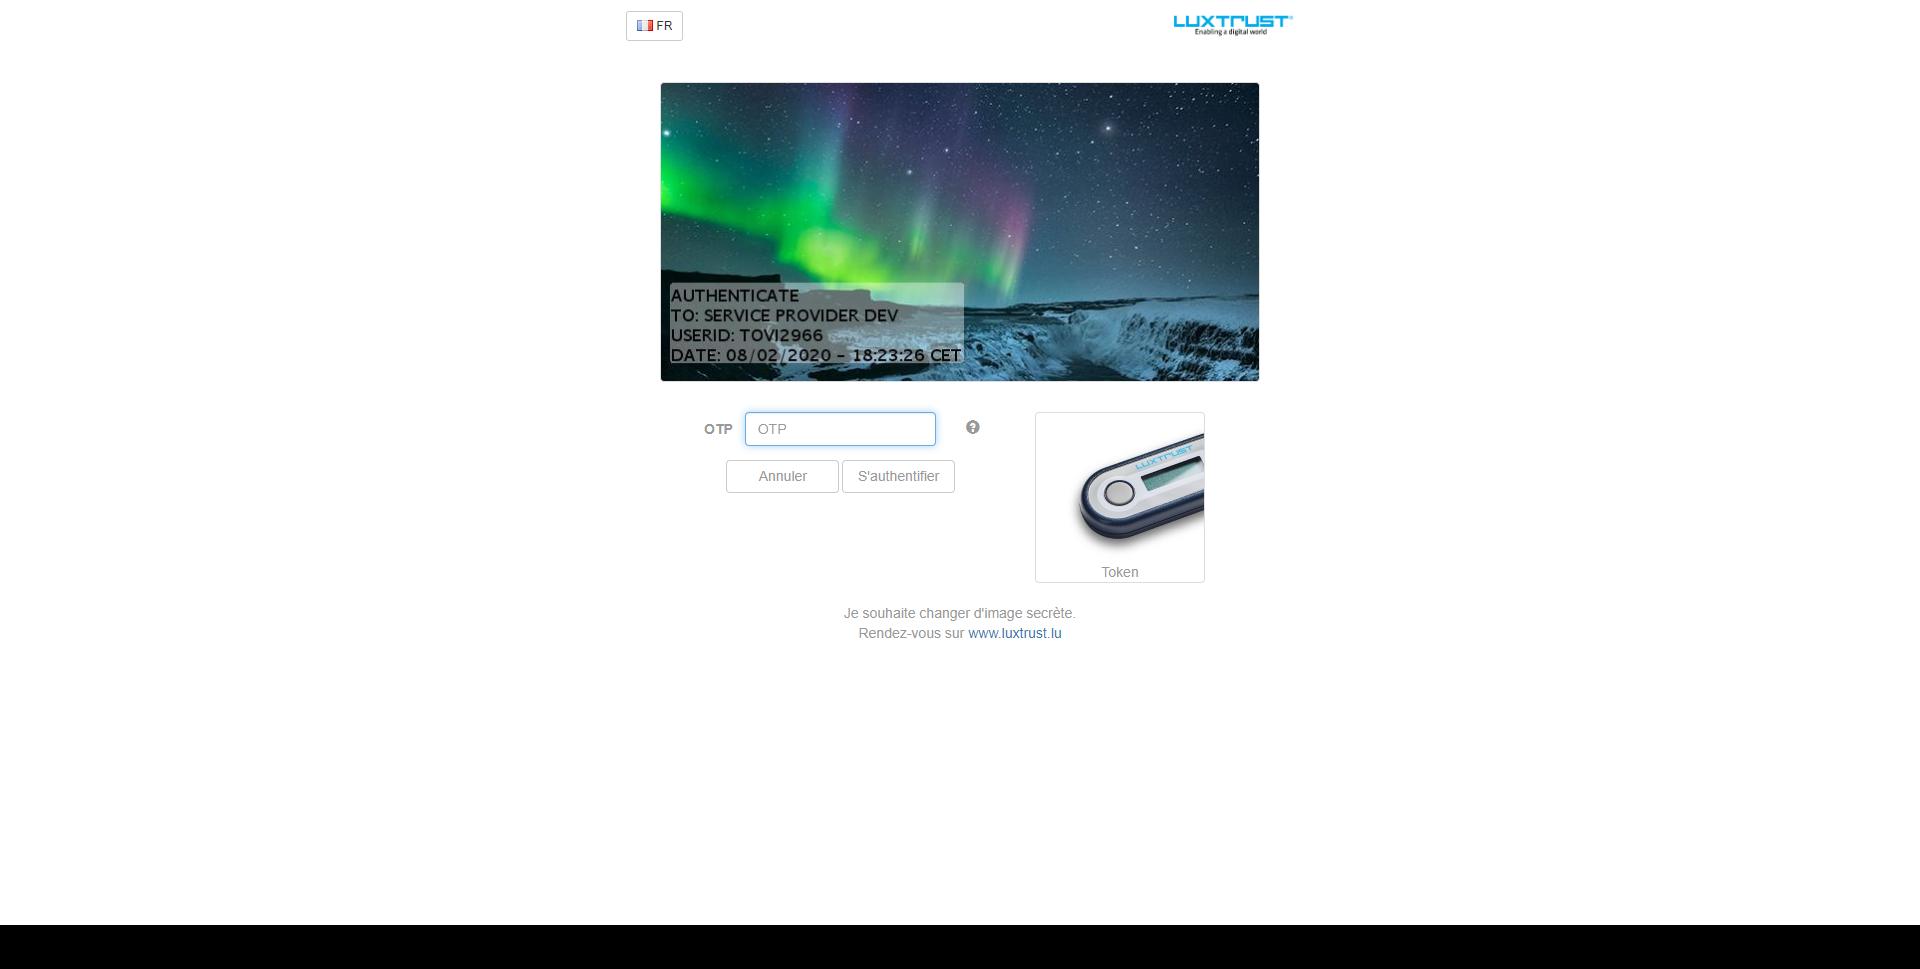 FR
LUXTRUST
Enabling a digital world
AUTHENTICATE
TO: SERVICE PROVIDER DEV
USERID: TOVI2966
DATE: 08/02/2020 - 18:23:26 CET
OTP OTP
Annuler S'authentifier
LUXTRUST
Token
Je souhaite changer d'image secrète.
Rendez-vous sur www.luxtrust.lu